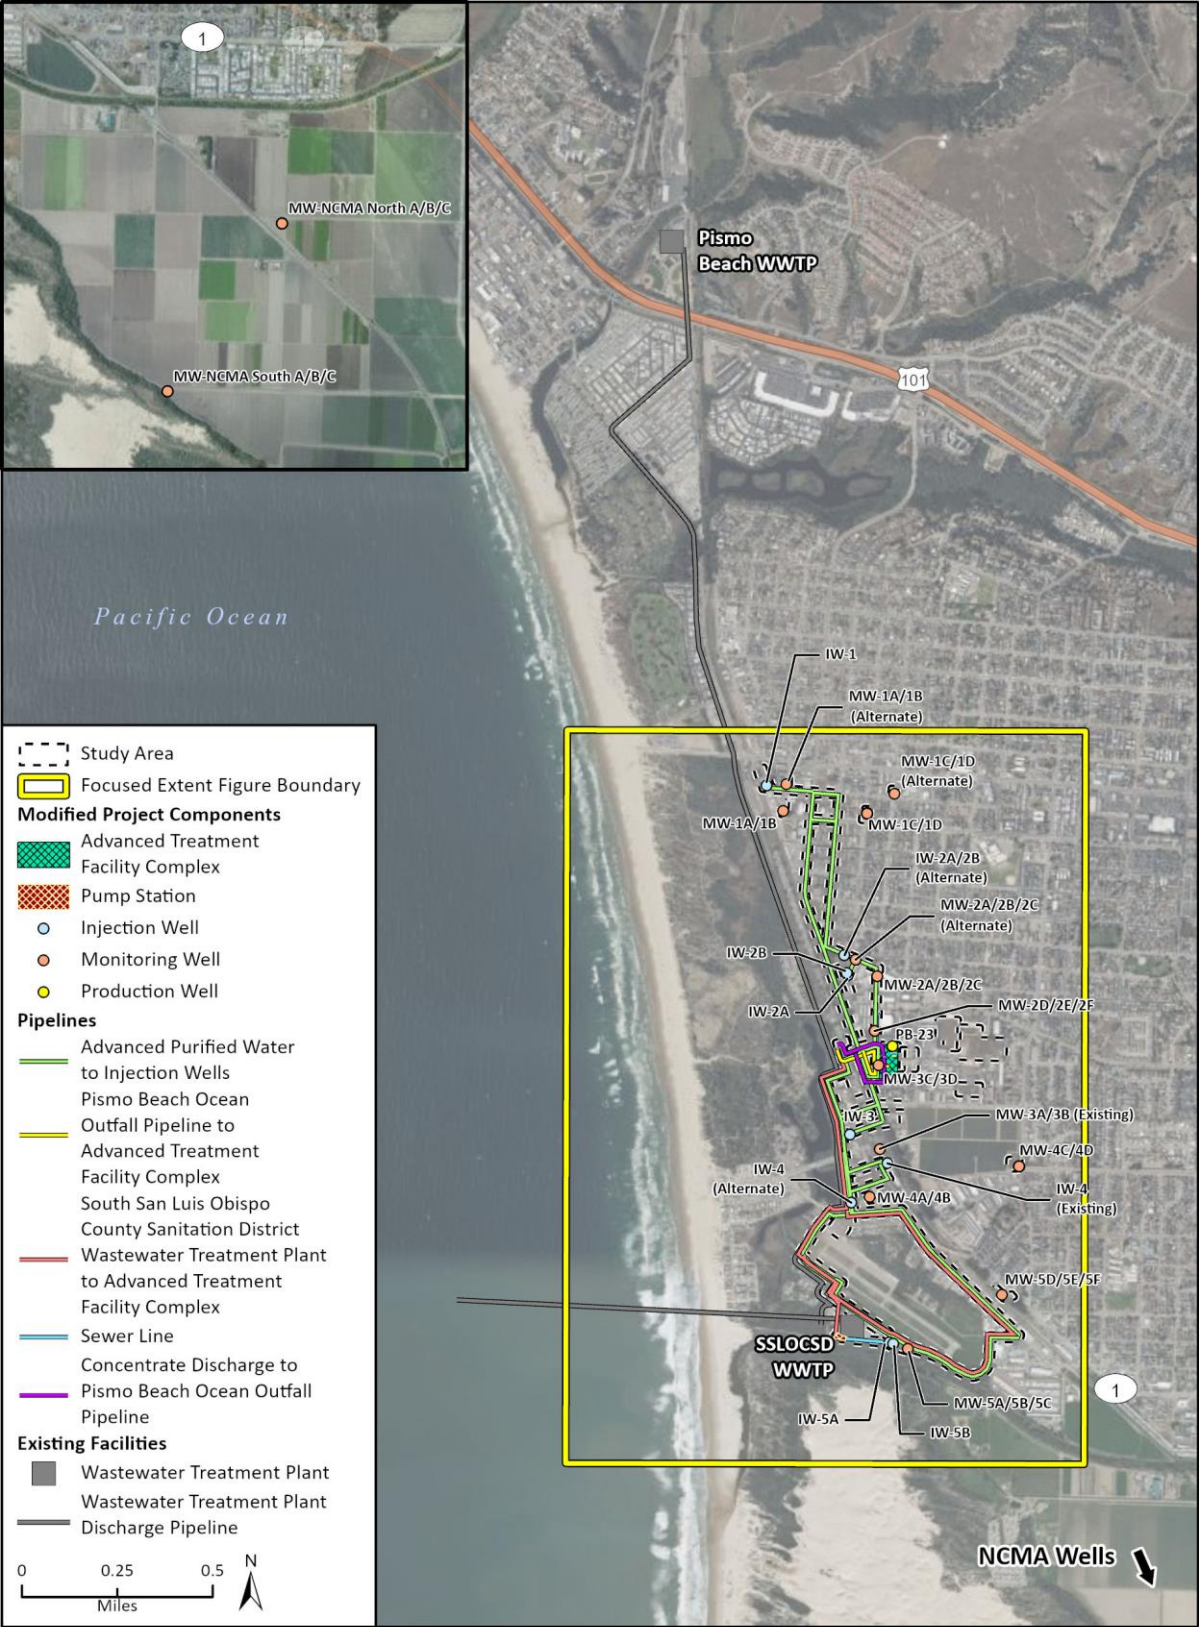 1
MW-NCMA North A/B/C
MW-NCMA South A/B/C
Pismo
Beach WWTP
101
Pacific Ocean
IW-1
MW-1A/1B
(Alternate)
MW-1C/1D
(Alternate)
MW-1A/1B
MW-1C/1D
IW-2A/2B
(Alternate)
MW-2A/2B/2C
(Alternate)
IW-2B
MW-2A/2B/2C
IW-2A
MW-2D/2E/2F
PB-23
MW-3C/3D
IW-3
MW-3A/3B (Existing)
MW-4C/4D
IW-4
(Alternate)
IW-4
(Existing)
MW-4A/4B
MW-5D/5E/5F
SSLOCSD
WWTP
1
MW-5A/5B/5C
IW-5A
IW-5B
NCMA Wells
Study Area
Focused Extent Figure Boundary
Modified Project Components
Advanced Treatment
Facility Complex
Pump Station
Injection Well
Monitoring Well
Production Well
Pipelines
Advanced Purified Water
to Injection Wells
Pismo Beach Ocean
Outfall Pipeline to
Advanced Treatment
Facility Complex
South San Luis Obispo
County Sanitation District
Wastewater Treatment Plant
to Advanced Treatment
Facility Complex
Sewer Line
Concentrate Discharge to
Pismo Beach Ocean Outfall
Pipeline
Existing Facilities
Wastewater Treatment Plant
Wastewater Treatment Plant
Discharge Pipeline
0 0.25 0.5
Miles
N